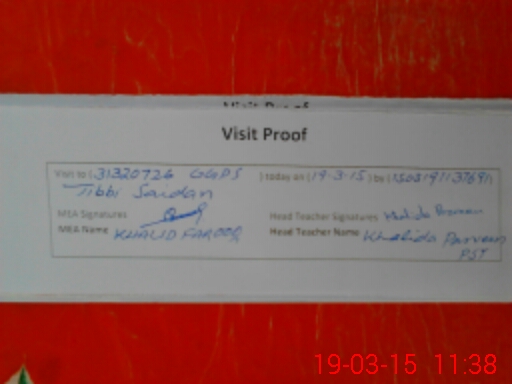 Visit Proof
Visit to (31320726 GGPS ) today on (19-3-15) by (
Tibbi Saidan
MEA Signatures
Head Teacher Signatures
MEA Name KHALID FAROOQ
Head Teacher Name Khalida Parveen
PST
19-03-15 11:38